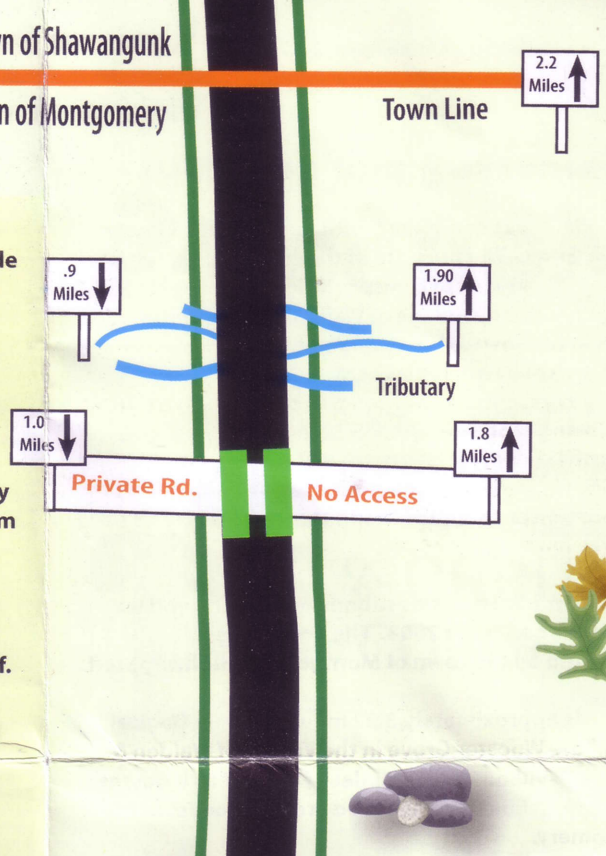 n of Shawangunk
n of Montgomery
Town Line
2.2
Miles
le
.9
Miles
1.90
Miles
Tributary
1.0
Miles
1.8
Miles
Private Rd.
No Access
y
m
f.